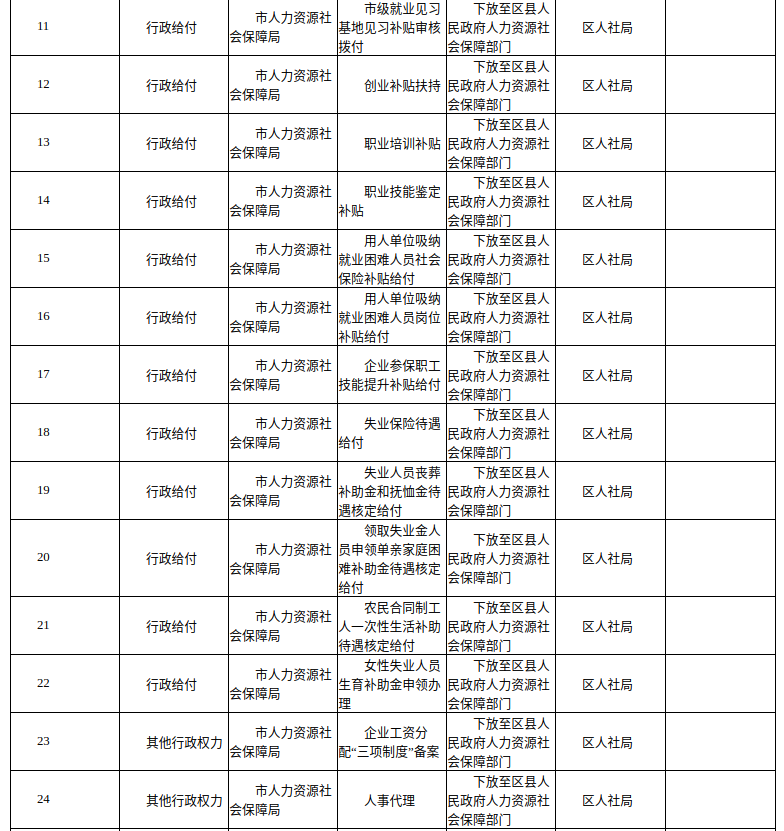 11
行政给付
市人力资源社
会保障局
市级就业见习
基地见习补贴审核
拨付
下放至区县人
民政府人力资源社
会保障部门
区人社局
12
行政给付
市人力资源社
会保障局
创业补贴扶持
下放至区县人
民政府人力资源社
会保障部门
区人社局
13
行政给付
市人力资源社
会保障局
职业培训补贴
下放至区县人
民政府人力资源社
会保障部门
区人社局
14
行政给付
市人力资源社
会保障局
职业技能鉴定
补贴
下放至区县人
民政府人力资源社
会保障部门
区人社局
15
行政给付
市人力资源社
会保障局
用人单位吸纳
就业困难人员社会
保险补贴给付
下放至区县人
民政府人力资源社
会保障部门
区人社局
16
行政给付
市人力资源社
会保障局
用人单位吸纳
就业困难人员岗位
补贴给付
下放至区县人
民政府人力资源社
会保障部门
区人社局
17
行政给付
市人力资源社
会保障局
企业参保职工
技能提升补贴给付
下放至区县人
民政府人力资源社
会保障部门
区人社局
18
行政给付
市人力资源社
会保障局
失业保险待遇
给付
下放至区县人
民政府人力资源社
会保障部门
区人社局
19
行政给付
市人力资源社
会保障局
失业人员丧葬
补助金和抚恤金待
遇核定给付
下放至区县人
民政府人力资源社
会保障部门
区人社局
20
行政给付
市人力资源社
会保障局
领取失业金人
员申领单亲家庭困
难补助金待遇核定
给付
下放至区县人
民政府人力资源社
会保障部门
区人社局
21
行政给付
市人力资源社
会保障局
农民合同制工
人一次性生活补助
待遇核定给付
下放至区县人
民政府人力资源社
会保障部门
区人社局
22
行政给付
市人力资源社
会保障局
女性失业人员
生育补助金申领办
理
下放至区县人
民政府人力资源社
会保障部门
区人社局
23
其他行政权力
市人力资源社
会保障局
企业工资分
配“三项制度”备案
下放至区县人
民政府人力资源社
会保障部门
区人社局
24
其他行政权力
市人力资源社
会保障局
人事代理
下放至区县人
民政府人力资源社
会保障部门
区人社局